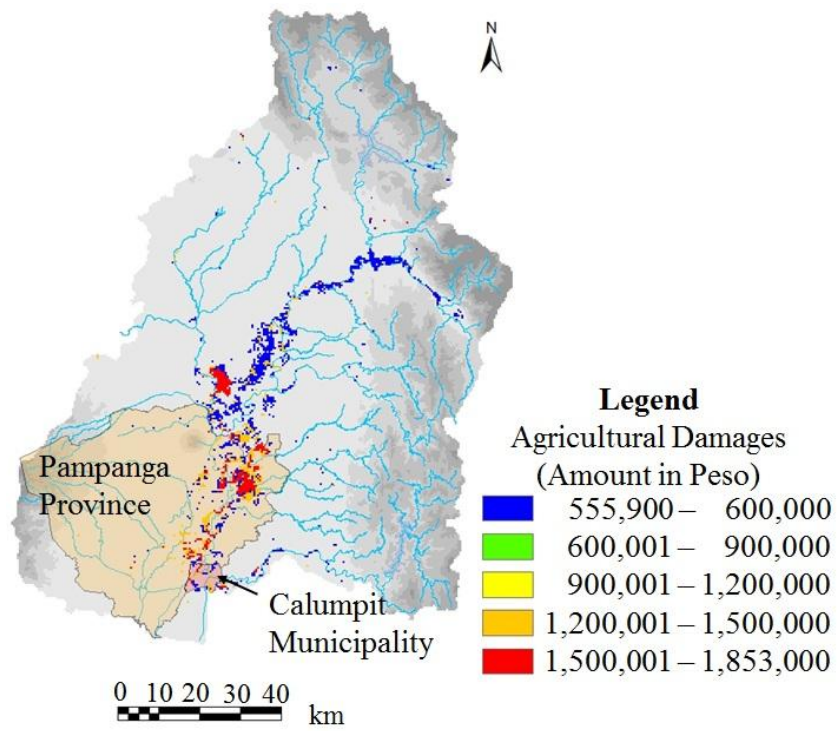 N
Pampanga
Province
Calumpit
Municipality
0 10 20 30 40
km
Legend
Agricultural Damages
(Amount in Peso)
555,900 – 600,000
600,001 – 900,000
900,001 – 1,200,000
1,200,001 – 1,500,000
1,500,001 – 1,853,000